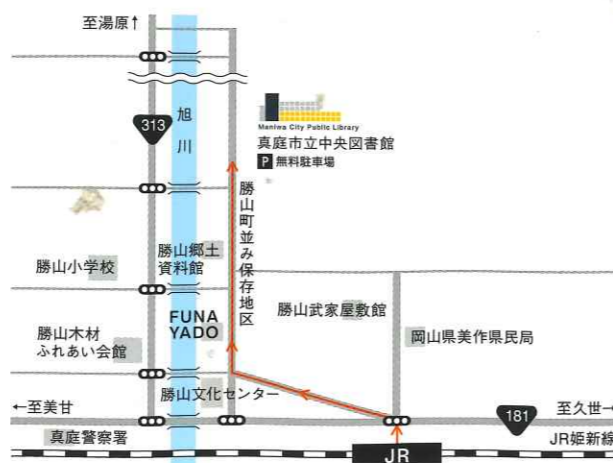 至湯原↑
313
旭川
Maniwa City Public Library
真庭市立中央図書館
P 無料駐車場
勝山町並み保存地区
勝山郷土
資料館
勝山小学校
FUNA
YADO
勝山武家屋敷館
岡山県美作県民局
勝山木材
ふれあい会館
勝山文化センター
←至美甘
181
至久世→
真庭警察署
JR姫新線
JR